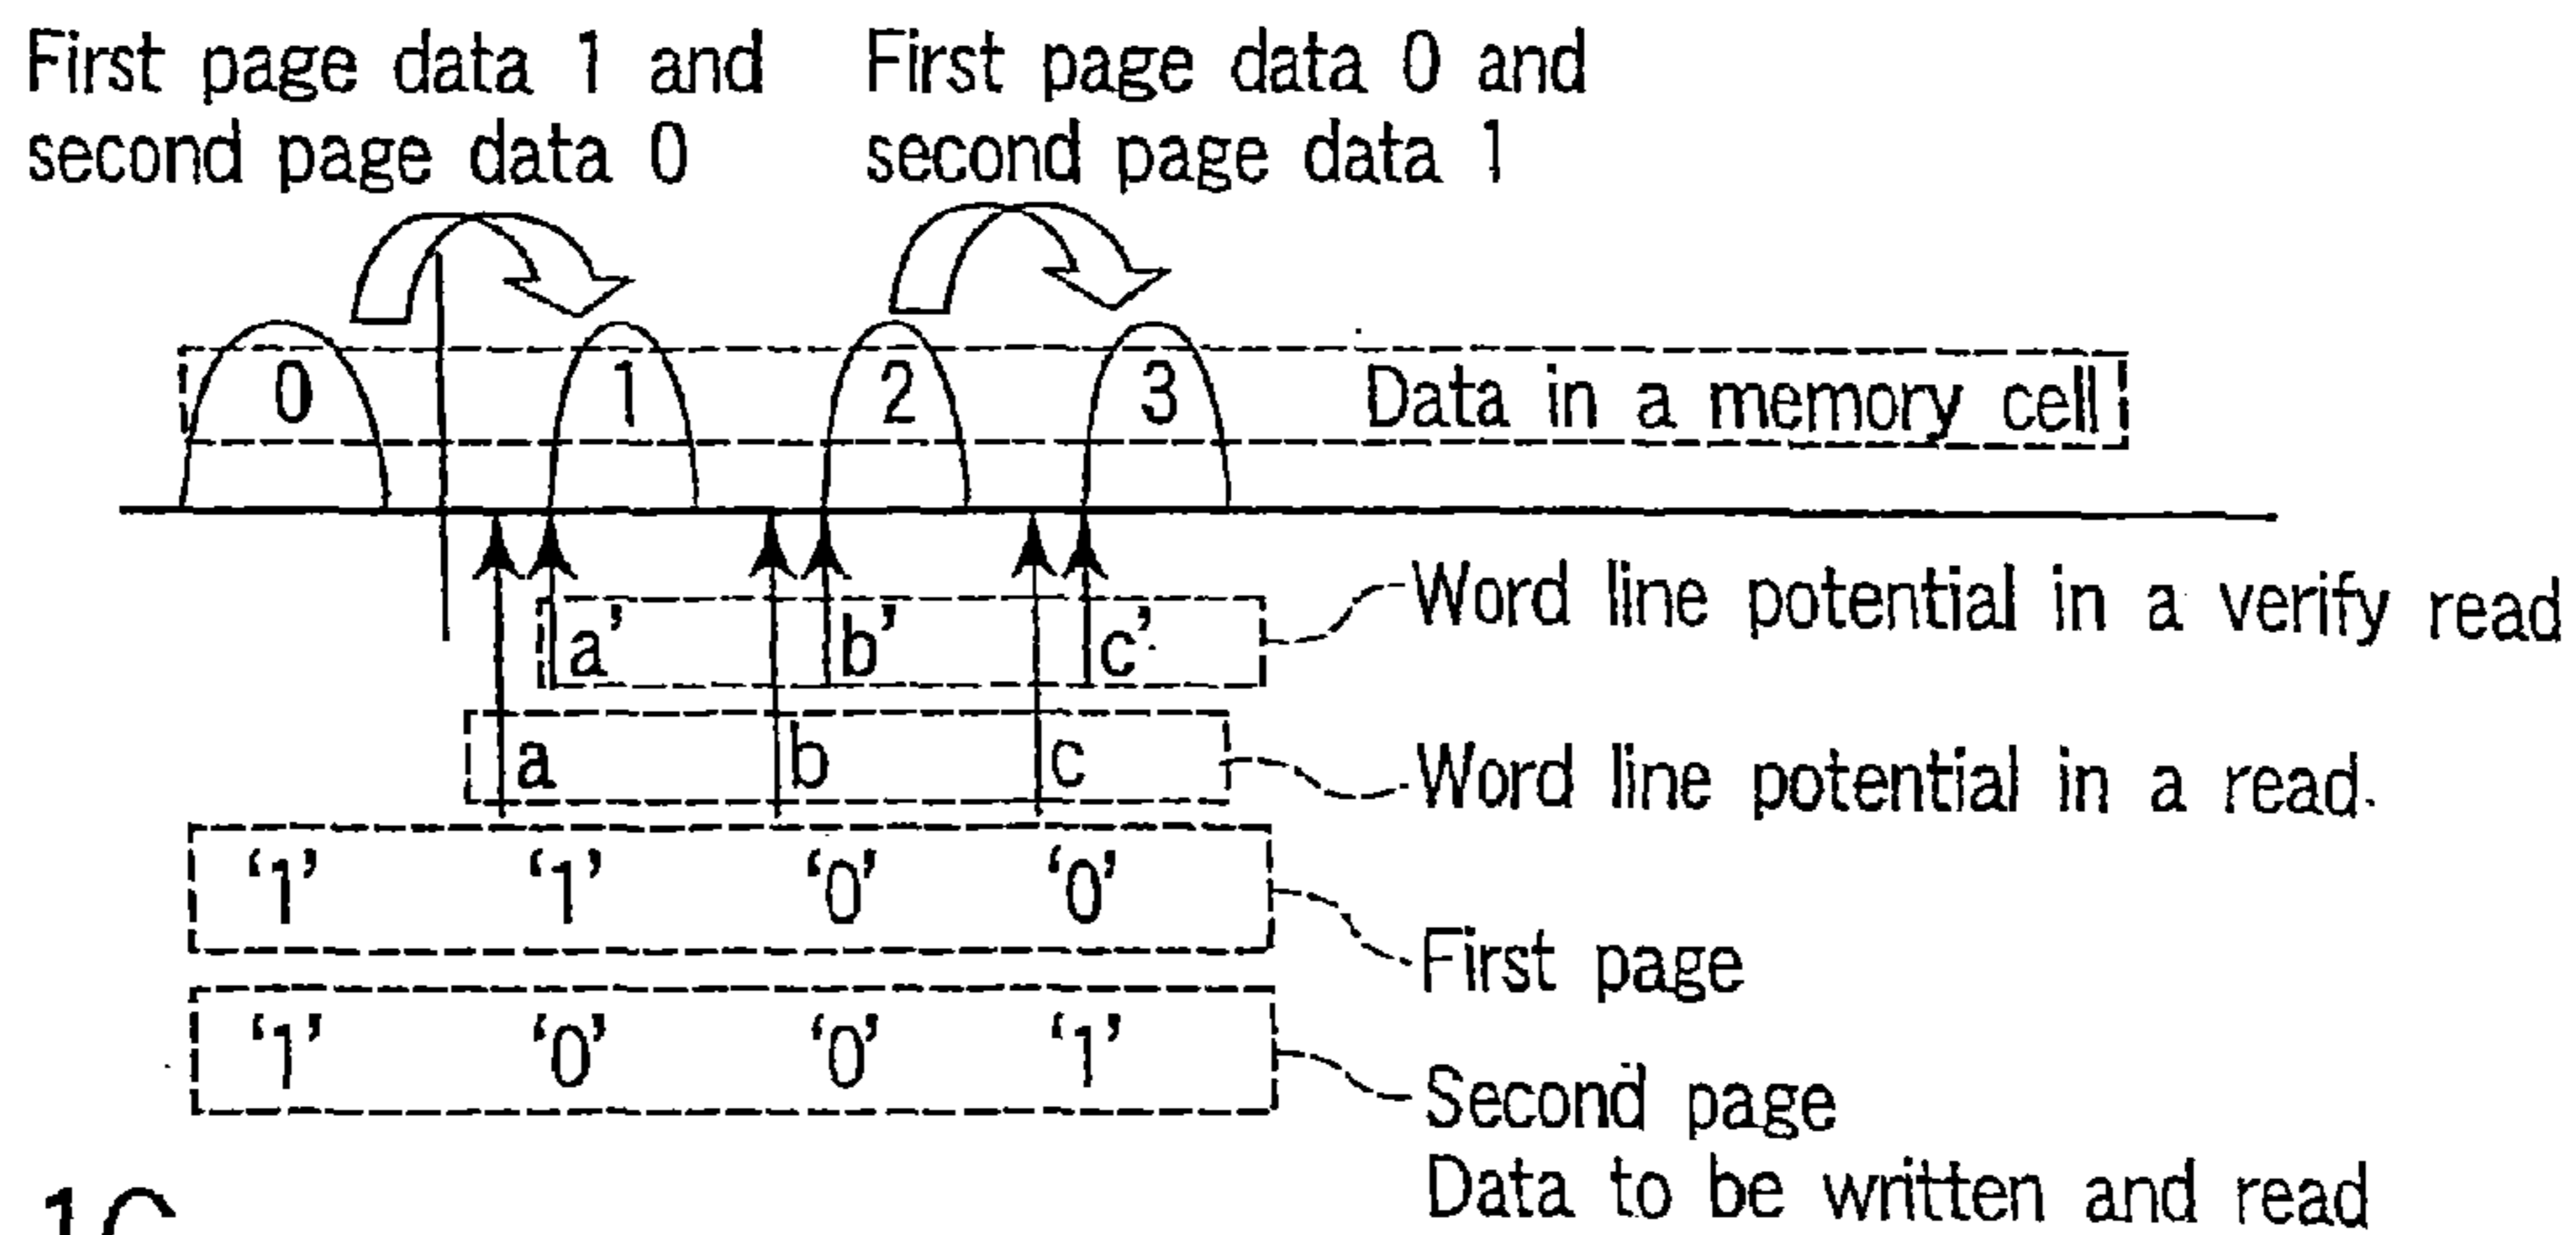 First page data 1 and
second page data 0
First page data 0 and
second page data 1
0 1 2 3 Data in a memory cell
a' b' c' Word line potential in a verify read
a b c Word line potential in a read
‘1’ ‘1’ ‘0’ ‘0’
First page
‘1’ ‘0’ ‘0’ ‘1’
Second page
Data to be written and read